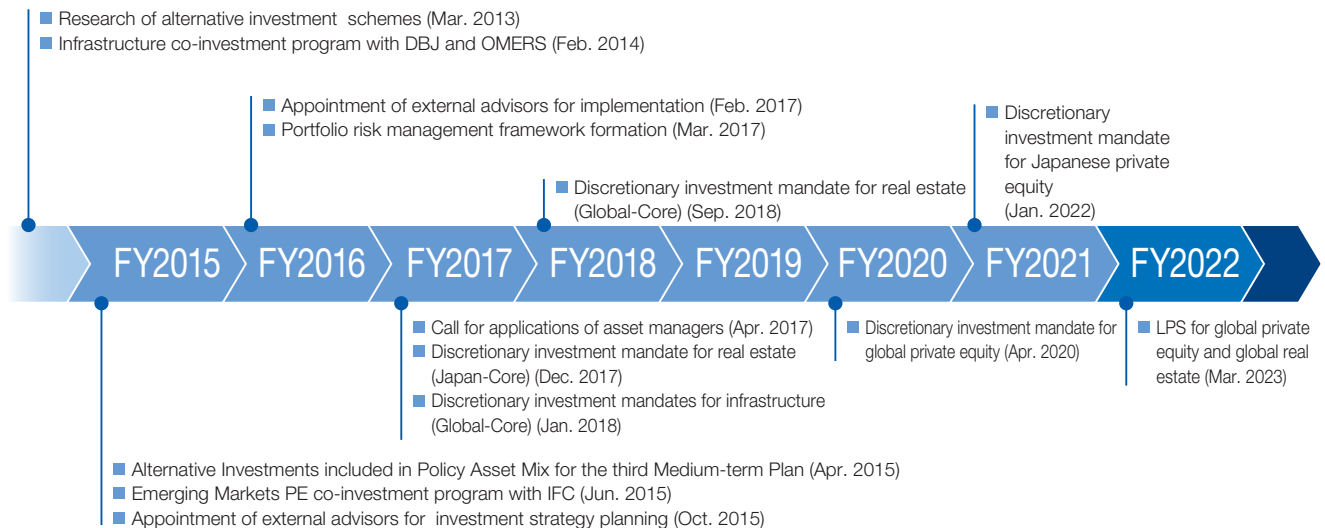 Research of alternative investment schemes (Mar. 2013)
Infrastructure co-investment program with DBJ and OMERS (Feb. 2014)
Appointment of external advisors for implementation (Feb. 2017)
Portfolio risk management framework formation (Mar. 2017)
Discretionary investment mandate for real estate
(Global-Core) (Sep. 2018)
Discretionary
investment mandate
for Japanese private
equity
(Jan. 2022)
FY2015
FY2016
FY2017
FY2018
FY2019
FY2020
FY2021
FY2022
Call for applications of asset managers (Apr. 2017)
Discretionary investment mandate for real estate
(Japan-Core) (Dec. 2017)
Discretionary investment mandates for infrastructure
(Global-Core) (Jan. 2018)
Discretionary investment mandate for
global private equity (Apr. 2020)
LPS for global private
equity and global real
estate (Mar. 2023)
Alternative Investments included in Policy Asset Mix for the third Medium-term Plan (Apr. 2015)
Emerging Markets PE co-investment program with IFC (Jun. 2015)
Appointment of external advisors for investment strategy planning (Oct. 2015)